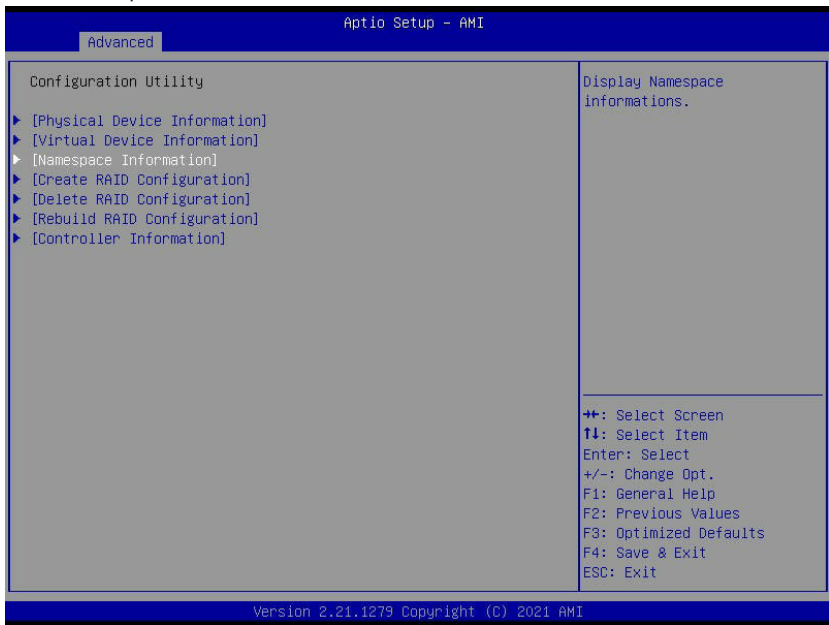 Aptio Setup - AMI
Advanced
Configuration Utility
[Physical Device Information]
[Virtual Device Information]
[Namespace Information]
[Create RAID Configuration]
[Delete RAID Configuration]
[Rebuild RAID Configuration]
[Controller Information]
Display Namespace
informations.
→←: Select Screen
↑↓: Select Item
Enter: Select
+/-: Change Opt.
F1: General Help
F2: Previous Values
F3: Optimized Defaults
F4: Save & Exit
ESC: Exit
Version 2.21.1279 Copyright (C) 2021 AMI